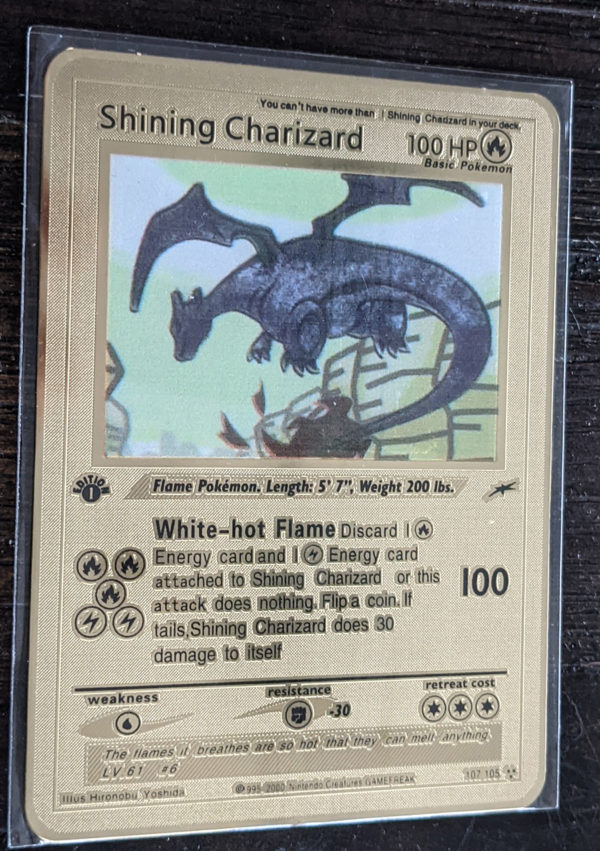 You can't have more than 1 Shining Charizard in your deck.
Shining Charizard 100 HP
Basic Pokemon
EDITION
1
Flame Pokémon. Length: 5' 7", Weight 200 lbs.
White-hot Flame Discard 1
Energy card and 1 Energy card
attached to Shining Charizard or this
attack does nothing. Flip a coin. If
tails, Shining Charizard does 30
damage to itself
100
weakness
resistance
-30
retreat cost
The flames it breathes are so hot that they can melt anything.
LV 61 #6
Illus Hironobu Yoshida
© 995-2000 Nintendo Creatures GAMEFREAK
107 105